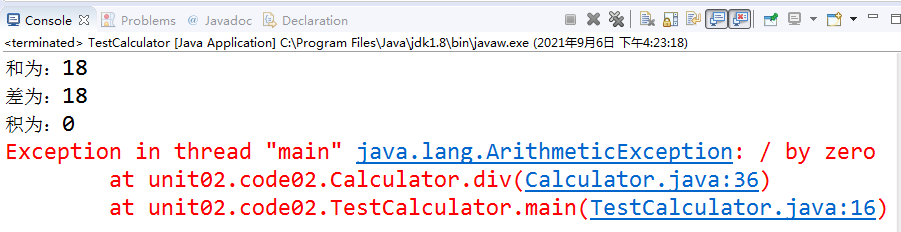 Console Problems @ Javadoc Declaration
<terminated> TestCalculator [Java Application] C:\Program Files\Java\jdk1.8\bin\javaw.exe (2021年9月6日 下午4:23:18)
和为：18
差为：18
积为：0
Exception in thread "main" java.lang.ArithmeticException: / by zero
at unit02.code02.Calculator.div(Calculator.java:36)
at unit02.code02.TestCalculator.main(TestCalculator.java:16)